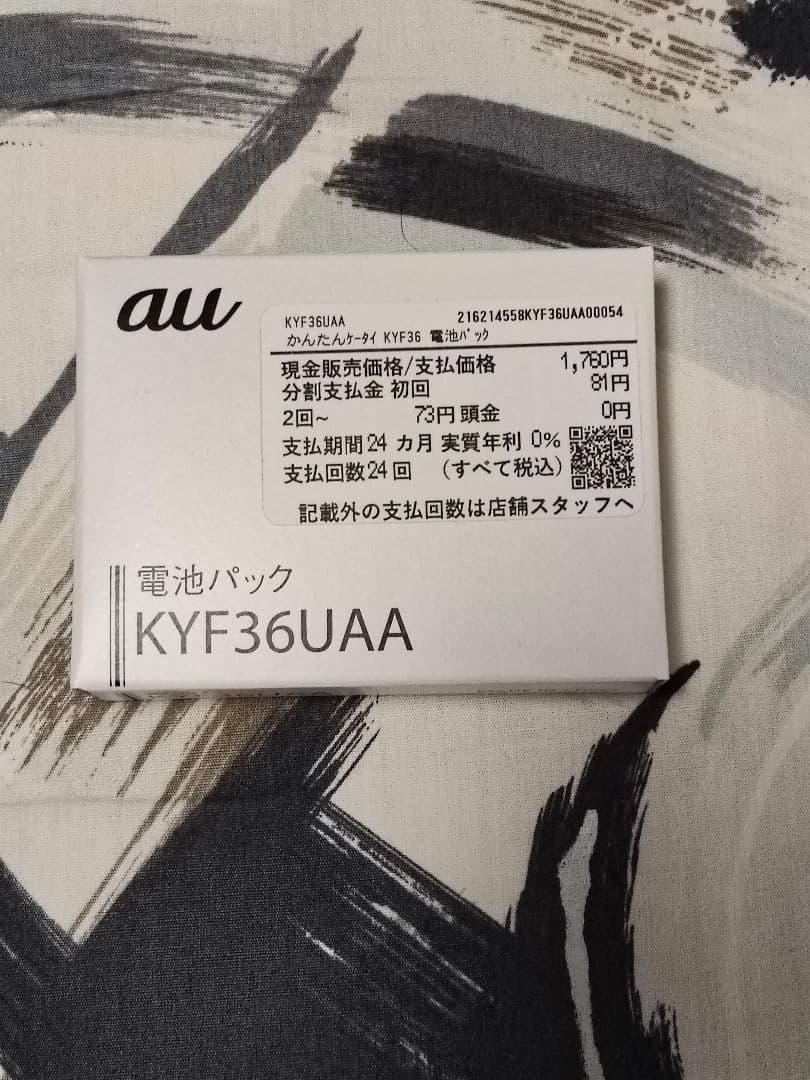 au
KYF36UAA 216214558KYF36UAA00054
かんたんケータイ KYF36 電池パック
現金販売価格/支払価格 1,760円
分割支払金 初回 81円
2回~ 73円 頭金 0円
支払期間24 カ月 実質年利 0%
支払回数24 回 (すべて税込)
記載外の支払回数は店舗スタッフへ
電池パック
KYF36UAA